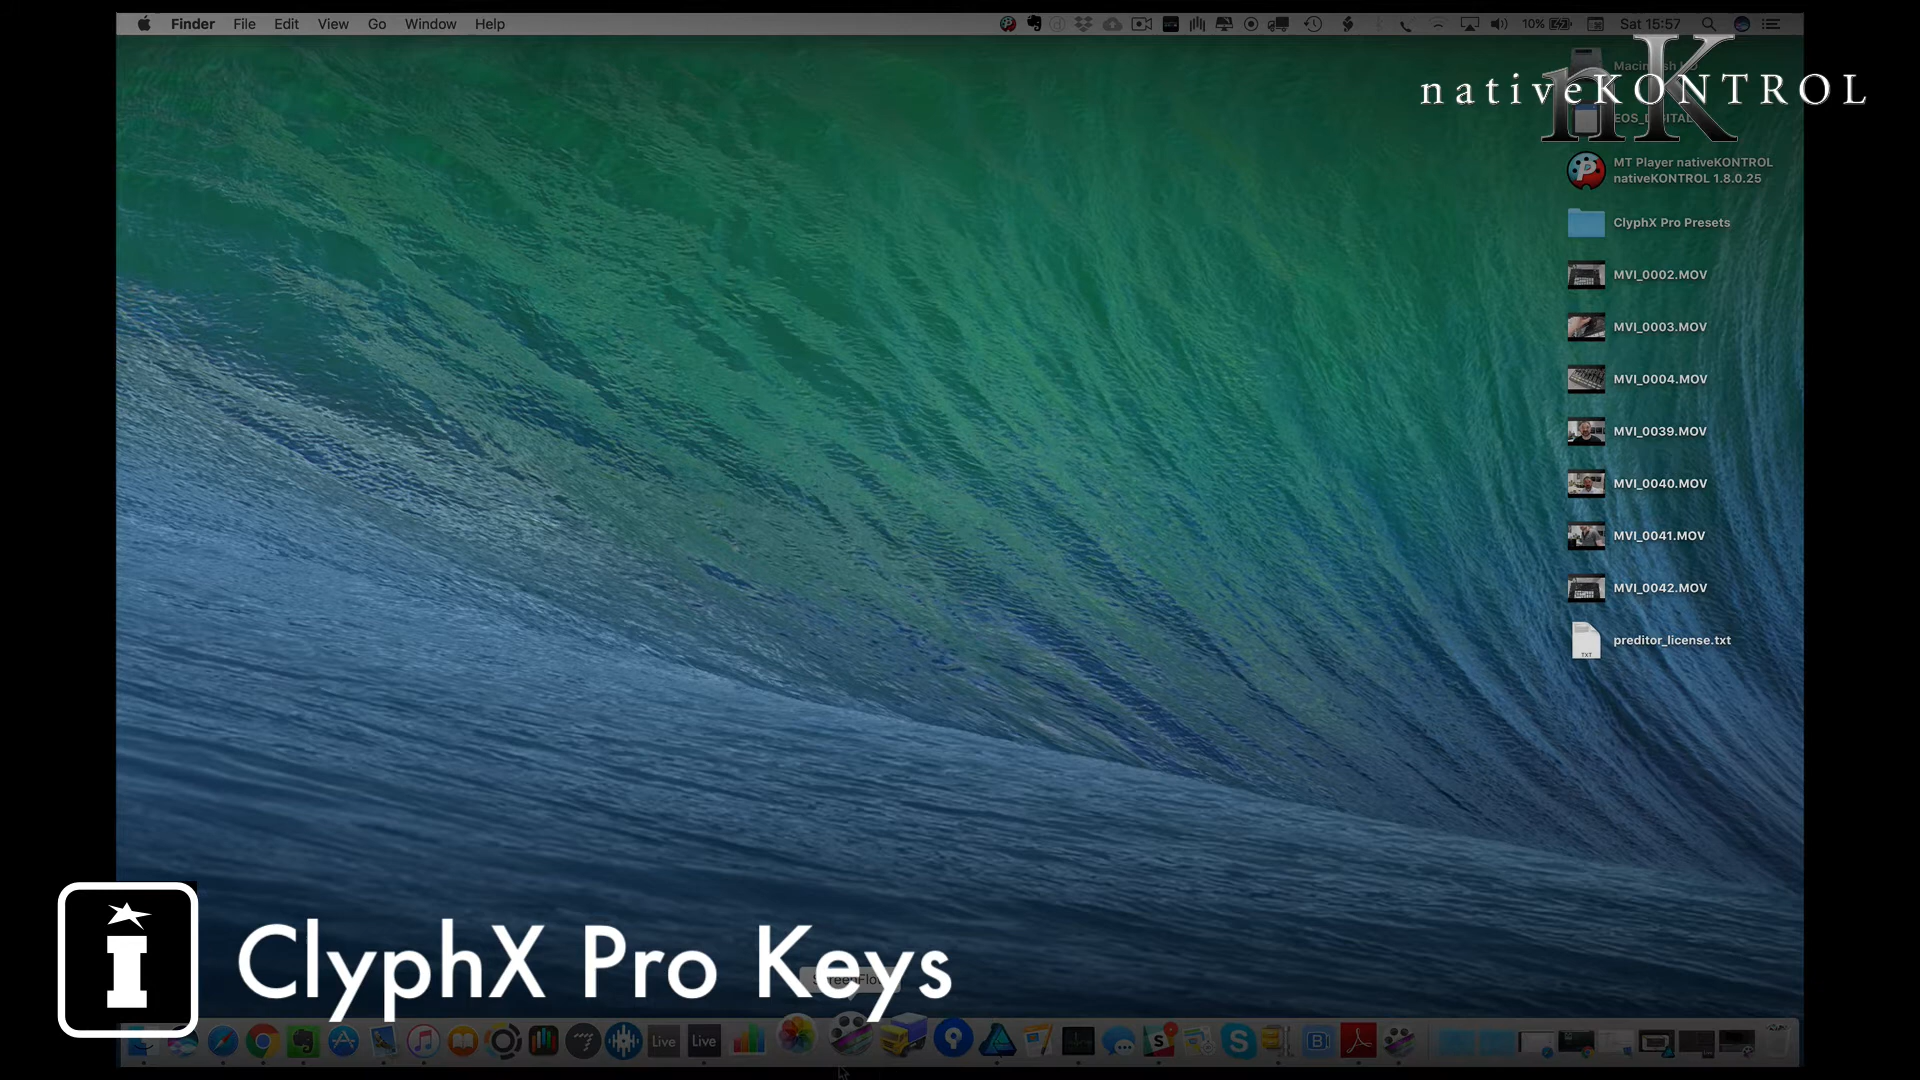 Finder File Edit View Go Window Help
10% Sat 15:57
nativeKONTROL
nK
MT Player nativeKONTROL
nativeKONTROL 1.8.0.25
ClyphX Pro Presets
MVI_0002.MOV
MVI_0003.MOV
MVI_0004.MOV
MVI_0039.MOV
MVI_0040.MOV
MVI_0041.MOV
MVI_0042.MOV
preditor_license.txt
TXT
ClyphX Pro Keys
Live Live